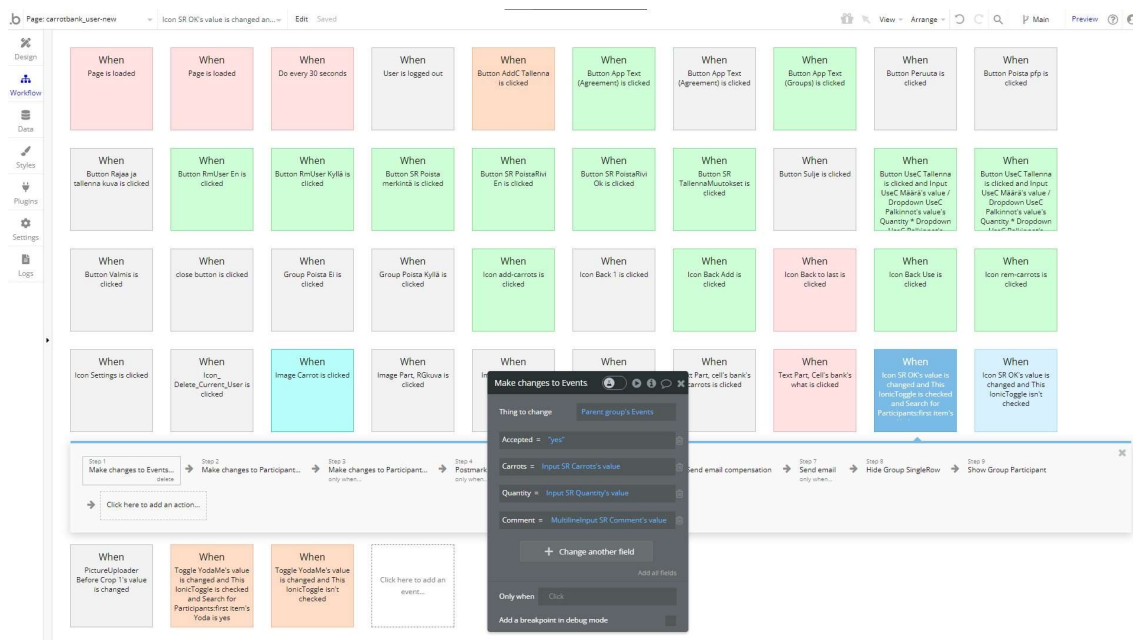 Page: carrotbank_user-new
Icon SR OK's value is changed an...
Edit
Saved
View
Arrange
Main
Preview
Design
Workflow
Data
Styles
Plugins
Settings
Logs
When
Page is loaded
When
Page is loaded
When
Do every 30 seconds
When
User is logged out
When
Button AddC Tallenna
is clicked
When
Button App Text
(Agreement) is clicked
When
Button App Text
(Agreement) is clicked
When
Button App Text
(Groups) is clicked
When
Button Peruuta is
clicked
When
Button Poista pfp is
clicked
When
Button Rajaa ja
tallenna kuva is clicked
When
Button RmUser En is
clicked
When
Button RmUser Kyllä is
clicked
When
Button SR Poista
merkintä is clicked
When
Button SR PoistaRivi
En is clicked
When
Button SR PoistaRivi
Ok is clicked
When
Button SR
TallennaMuutokset is
clicked
When
Button Sulje is clicked
When
Button UseC Tallenna
is clicked and Input
UseC Määrä's value /
Dropdown UseC
Palkinnot's value's
Quantity * Dropdown
When
Button UseC Tallenna
is clicked and Input
UseC Määrä's value /
Dropdown UseC
Palkinnot's value's
Quantity * Dropdown
When
Button Valmis is
clicked
When
close button is clicked
When
Group Poista Ei is
clicked
When
Group Poista Kyllä is
clicked
When
Icon add-carrots is
clicked
When
Icon Back 1 is clicked
When
Icon Back Add is
clicked
When
Icon Back to last is
clicked
When
Icon Back Use is
clicked
When
Icon rem-carrots is
clicked
When
Icon Settings is clicked
When
Icon_
Delete_Current_User is
clicked
When
Image Carrot is clicked
When
Image Part, RGkuva is
clicked
When
When
When
Part, cell's bank's
carrots is clicked
When
Text Part, Cell's bank's
what is clicked
When
Icon SR OK's value is
changed and This
IonicToggle is checked
and Search for
Participants:first item's
When
Icon SR OK's value is
changed and This
IonicToggle isn't
checked
Make changes to Events
Thing to change
Parent group's Events
Accepted = "yes"
Carrots = Input SR Carrots's value
Quantity = Input SR Quantity's value
Comment = MultilineInput SR Comment's value
+ Change another field
Add all fields
Only when
Click
Add a breakpoint in debug mode
Step 1
Make changes to Events...
delete
Step 2
Make changes to Participant...
Step 3
Make changes to Participant...
only when...
Step 4
Postmark
only when...
Send email compensation
Step 7
Send email
only when...
Step 8
Hide Group SingleRow
Step 9
Show Group Participant
Click here to add an action...
When
PictureUploader
Before Crop 1's value
is changed
When
Toggle YodaMe's value
is changed and This
IonicToggle is checked
and Search for
Participants:first item's
Yoda is yes
When
Toggle YodaMe's value
is changed and This
IonicToggle isn't
checked
Click here to add an
event...